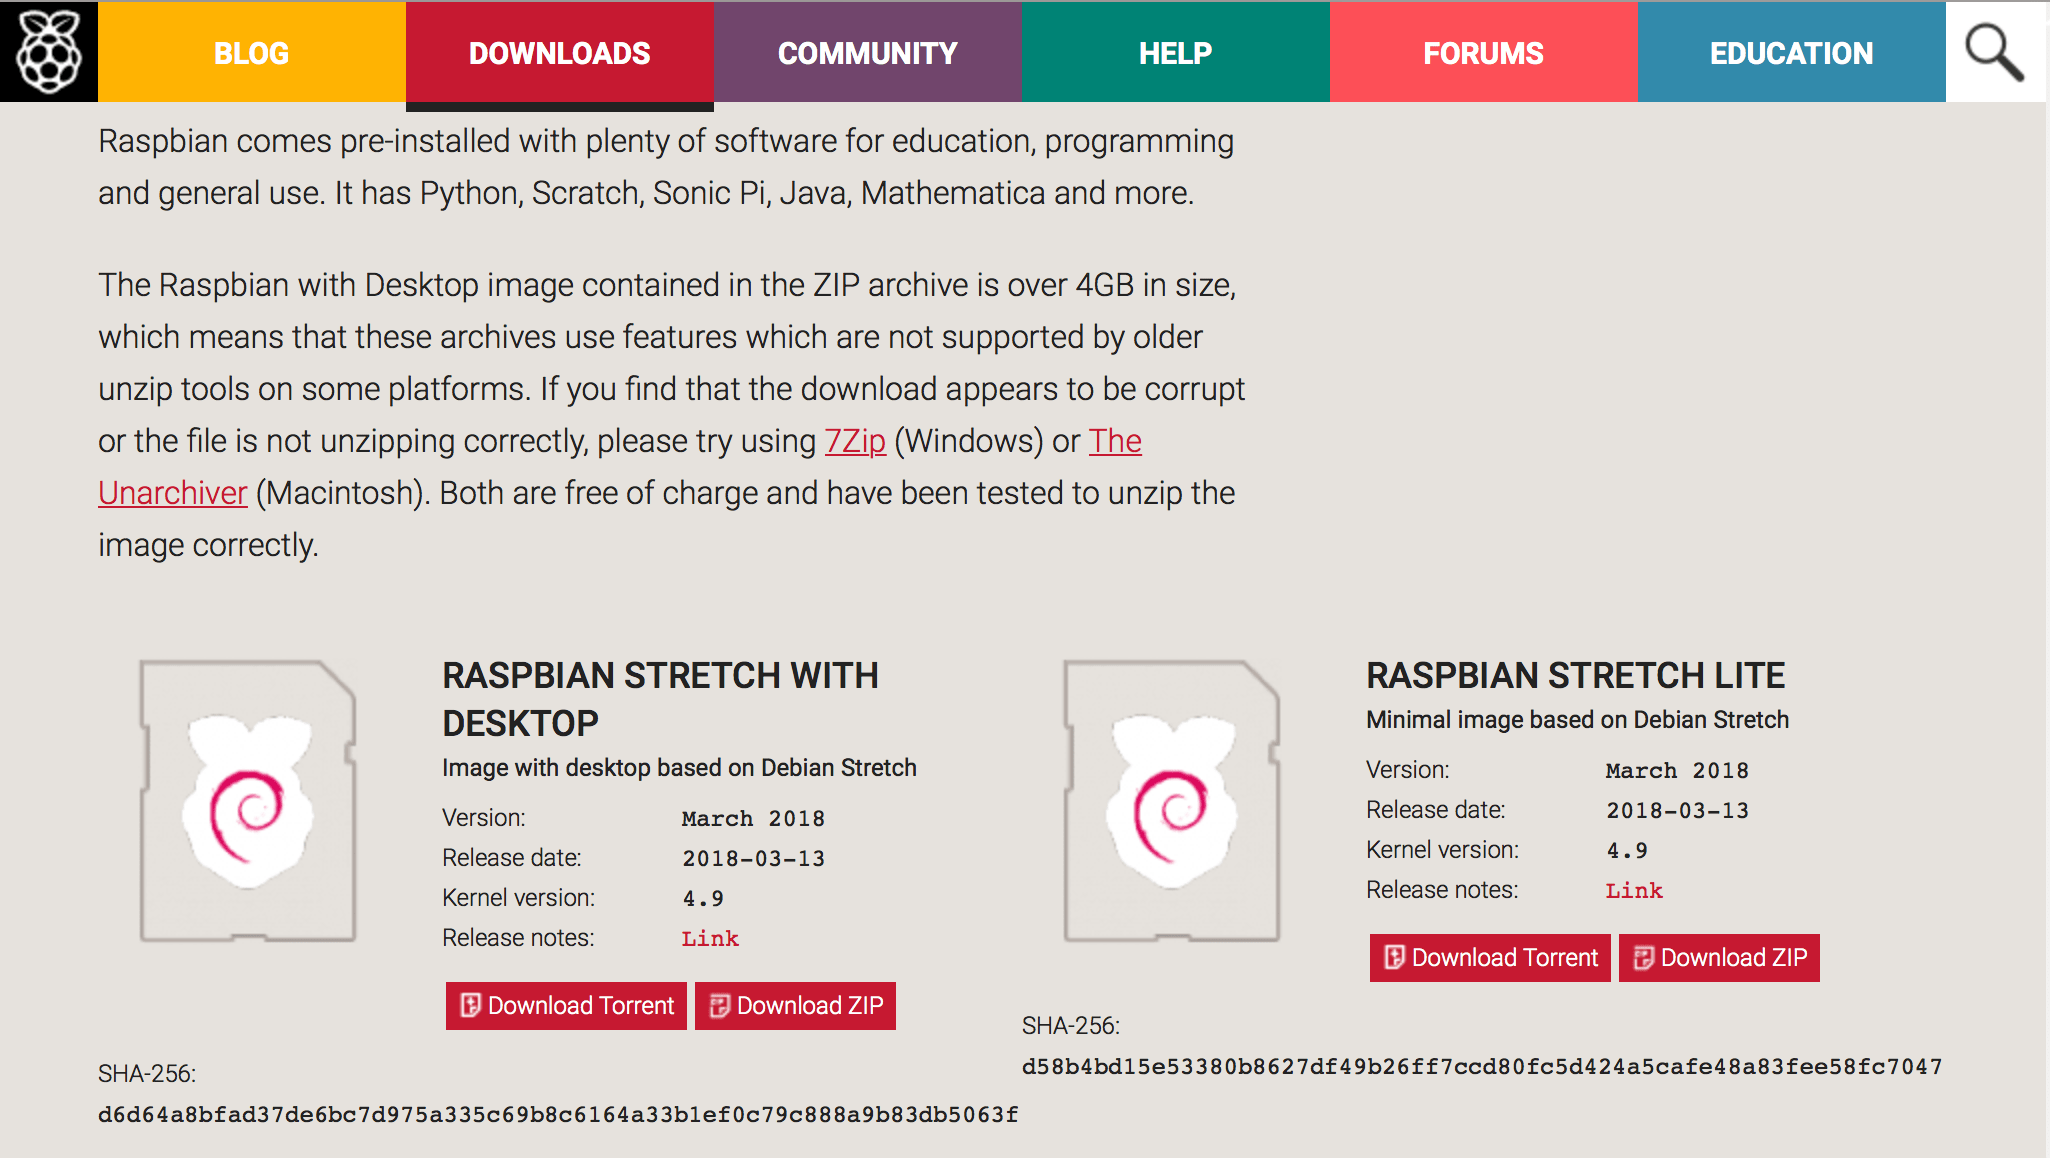 BLOG
DOWNLOADS
COMMUNITY
HELP
FORUMS
EDUCATION
Raspbian comes pre-installed with plenty of software for education, programming
and general use. It has Python, Scratch, Sonic Pi, Java, Mathematica and more.
The Raspbian with Desktop image contained in the ZIP archive is over 4GB in size,
which means that these archives use features which are not supported by older
unzip tools on some platforms. If you find that the download appears to be corrupt
or the file is not unzipping correctly, please try using 7Zip (Windows) or The
Unarchiver (Macintosh). Both are free of charge and have been tested to unzip the
image correctly.
RASPBIAN STRETCH WITH
DESKTOP
Image with desktop based on Debian Stretch
Version: March 2018
Release date: 2018-03-13
Kernel version: 4.9
Release notes: Link
Download Torrent
Download ZIP
SHA-256:
d6d64a8bfad37de6bc7d975a335c69b8c6164a33b1ef0c79c888a9b83db5063f
RASPBIAN STRETCH LITE
Minimal image based on Debian Stretch
Version: March 2018
Release date: 2018-03-13
Kernel version: 4.9
Release notes: Link
Download Torrent
Download ZIP
SHA-256:
d58b4bd15e53380b8627df49b26ff7ccd80fc5d424a5cafe48a83fee58fc7047